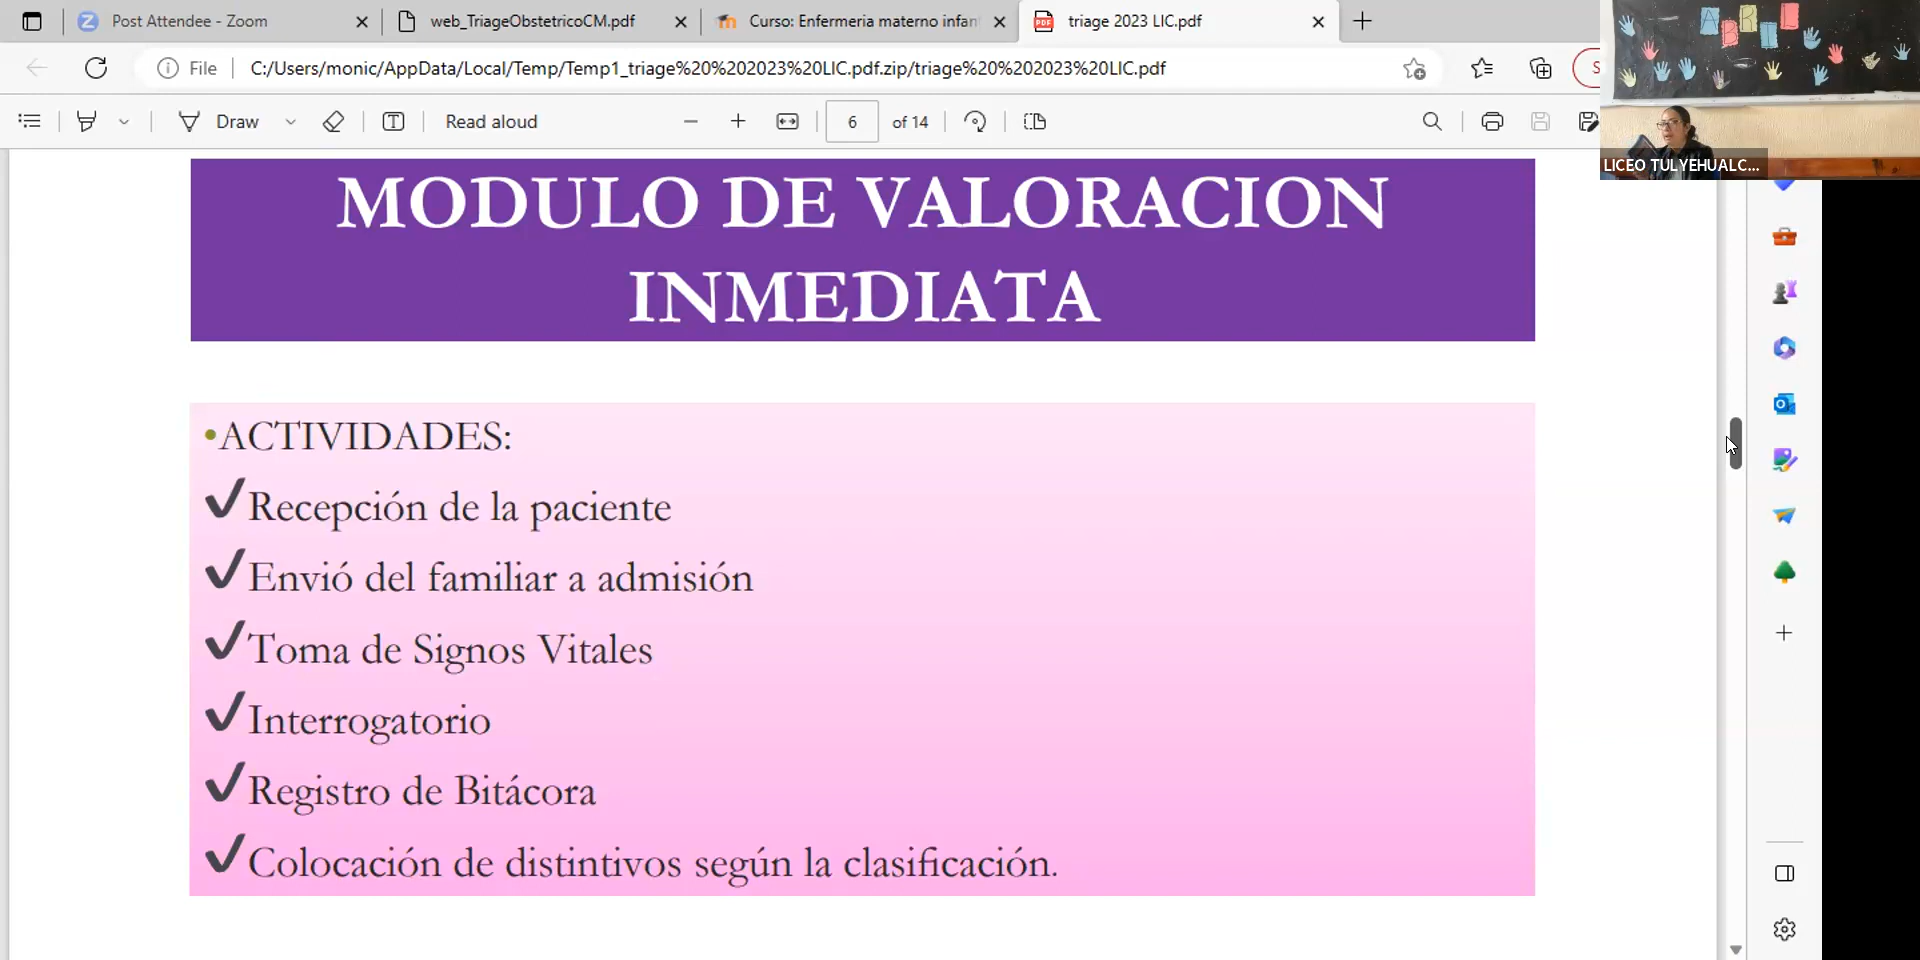 Post Attendee - Zoom
web_TriageObstetricoCM.pdf
Curso: Enfermeria materno infan
triage 2023 LIC.pdf
ABRIL
File
C:/Users/monic/AppData/Local/Temp/Temp1_triage%20%202023%20LIC.pdf.zip/triage%20%202023%20LIC.pdf
S
Draw
Read aloud
6
of 14
LICEO TULYEHUALC...
MODULO DE VALORACION
INMEDIATA
•ACTIVIDADES:
✔Recepción de la paciente
✔Envió del familiar a admisión
✔Toma de Signos Vitales
✔Interrogatorio
✔Registro de Bitácora
✔Colocación de distintivos según la clasificación.